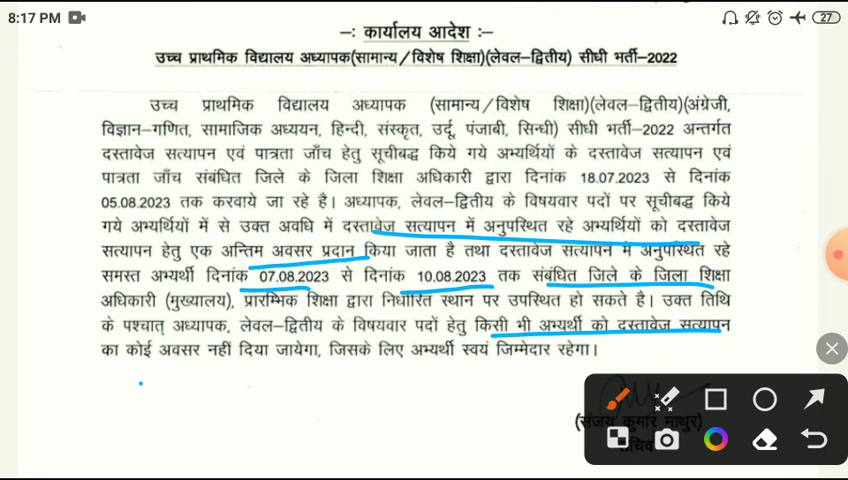 8:17 PM
27
–: कार्यालय आदेश :–
उच्च प्राथमिक विद्यालय अध्यापक(सामान्य/विशेष शिक्षा)(लेवल–द्वितीय) सीधी भर्ती–2022
उच्च प्राथमिक विद्यालय अध्यापक (सामान्य/विशेष शिक्षा)(लेवल–द्वितीय)(अंग्रेजी,
विज्ञान–गणित, सामाजिक अध्ययन, हिन्दी, संस्कृत, उर्दू, पंजाबी, सिन्धी) सीधी भर्ती–2022 अन्तर्गत
दस्तावेज सत्यापन एवं पात्रता जाँच हेतु सूचीबद्ध किये गये अभ्यर्थियों के दस्तावेज सत्यापन एवं
पात्रता जाँच संबंधित जिले के जिला शिक्षा अधिकारी द्वारा दिनांक 18.07.2023 से दिनांक
05.08.2023 तक करवाये जा रहे है। अध्यापक, लेवल–द्वितीय के विषयवार पदों पर सूचीबद्ध किये
गये अभ्यर्थियों में से उक्त अवधि में दस्तावेज सत्यापन में अनुपस्थित रहे अभ्यर्थियों को दस्तावेज
सत्यापन हेतु एक अन्तिम अवसर प्रदान किया जाता है तथा दस्तावेज सत्यापन में अनुपस्थित रहे
समस्त अभ्यर्थी दिनांक 07.08.2023 से दिनांक 10.08.2023 तक संबंधित जिले के जिला शिक्षा
अधिकारी (मुख्यालय), प्रारम्भिक शिक्षा द्वारा निर्धारित स्थान पर उपस्थित हो सकते है। उक्त तिथि
के पश्चात् अध्यापक, लेवल–द्वितीय के विषयवार पदों हेतु किसी भी अभ्यर्थी को दस्तावेज सत्यापन
का कोई अवसर नहीं दिया जायेगा, जिसके लिए अभ्यर्थी स्वयं जिम्मेदार रहेगा।
(संजय कुमार माथुर)
सचिव